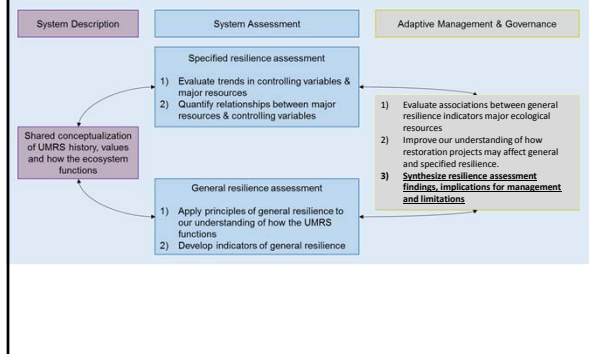 System Description
System Assessment
Adaptive Management & Governance
Specified resilience assessment
1) Evaluate trends in controlling variables &
major resources
2) Quantify relationships between major
resources & controlling variables
Shared conceptualization
of UMRS history, values
and how the ecosystem
functions
General resilience assessment
1) Apply principles of general resilience to
our understanding of how the UMRS
functions
2) Develop indicators of general resilience
1) Evaluate associations between general
resilience indicators major ecological
resources
2) Improve our understanding of how
restoration projects may affect general
and specified resilience.
3) Synthesize resilience assessment
findings, implications for management
and limitations